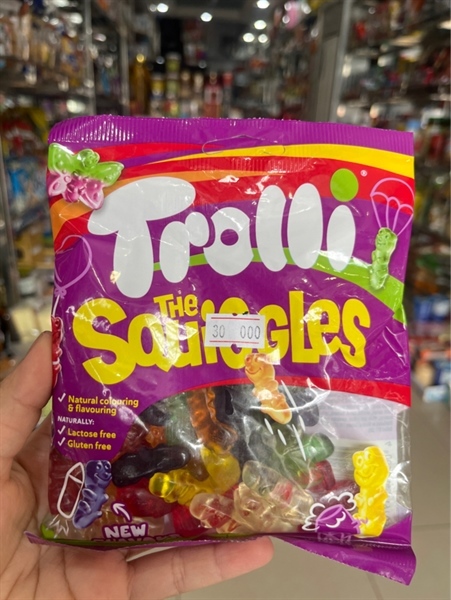 Trolli
®
THE
Squiggles
30 000
✓ Natural colouring
& flavouring
NATURALLY:
✓ Lactose free
✓ Gluten free
NEW